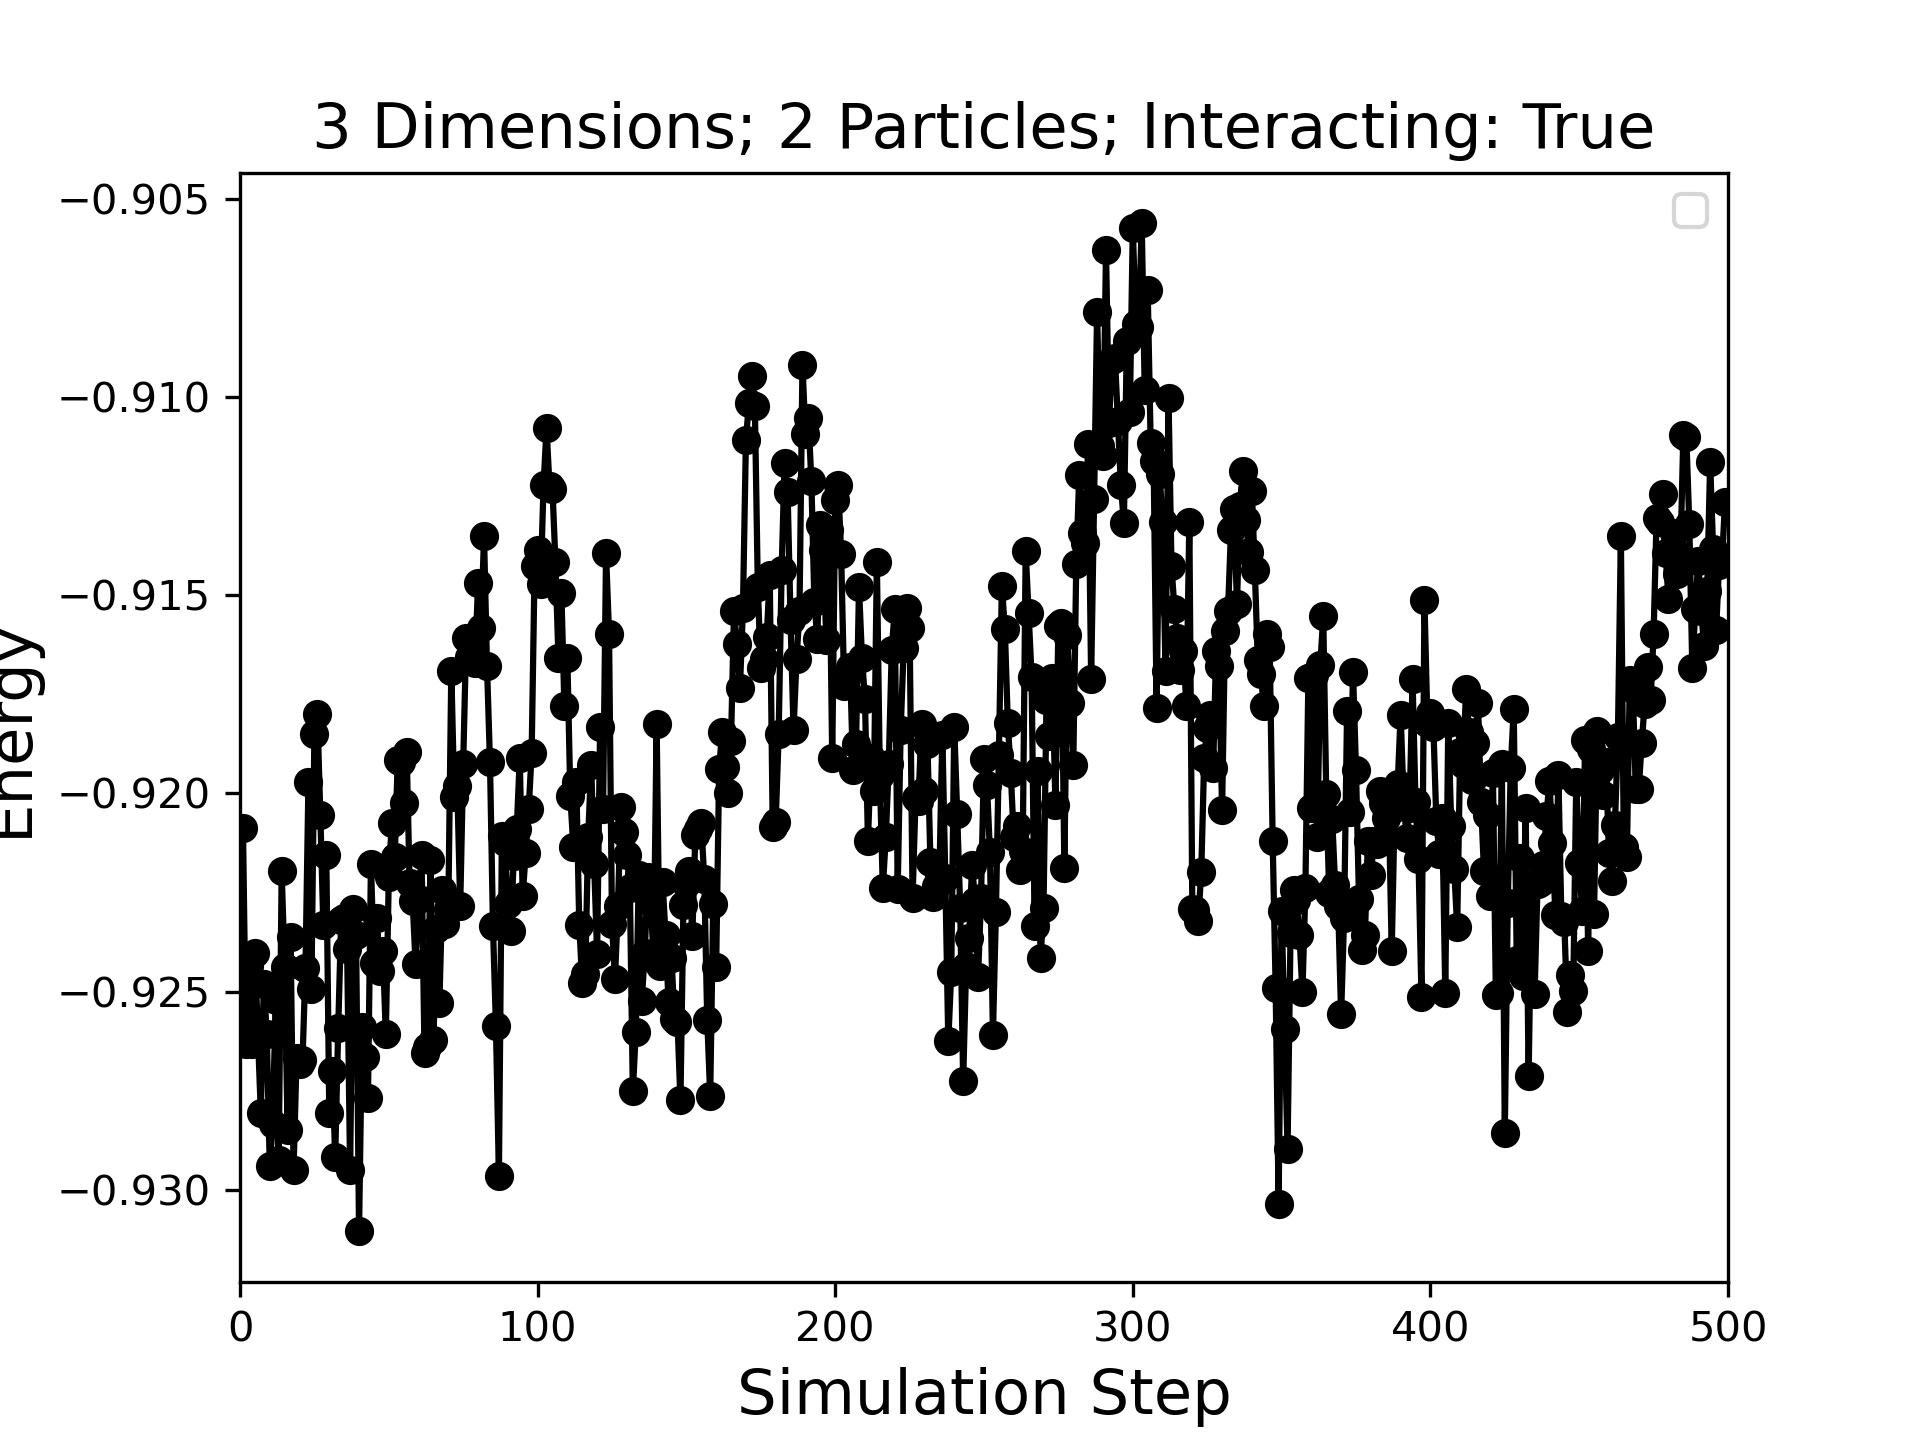 3 Dimensions; 2 Particles; Interacting: True
−0.905
−0.910
−0.915
−0.920
−0.925
−0.930
Energy
0 100 200 300 400 500
Simulation Step